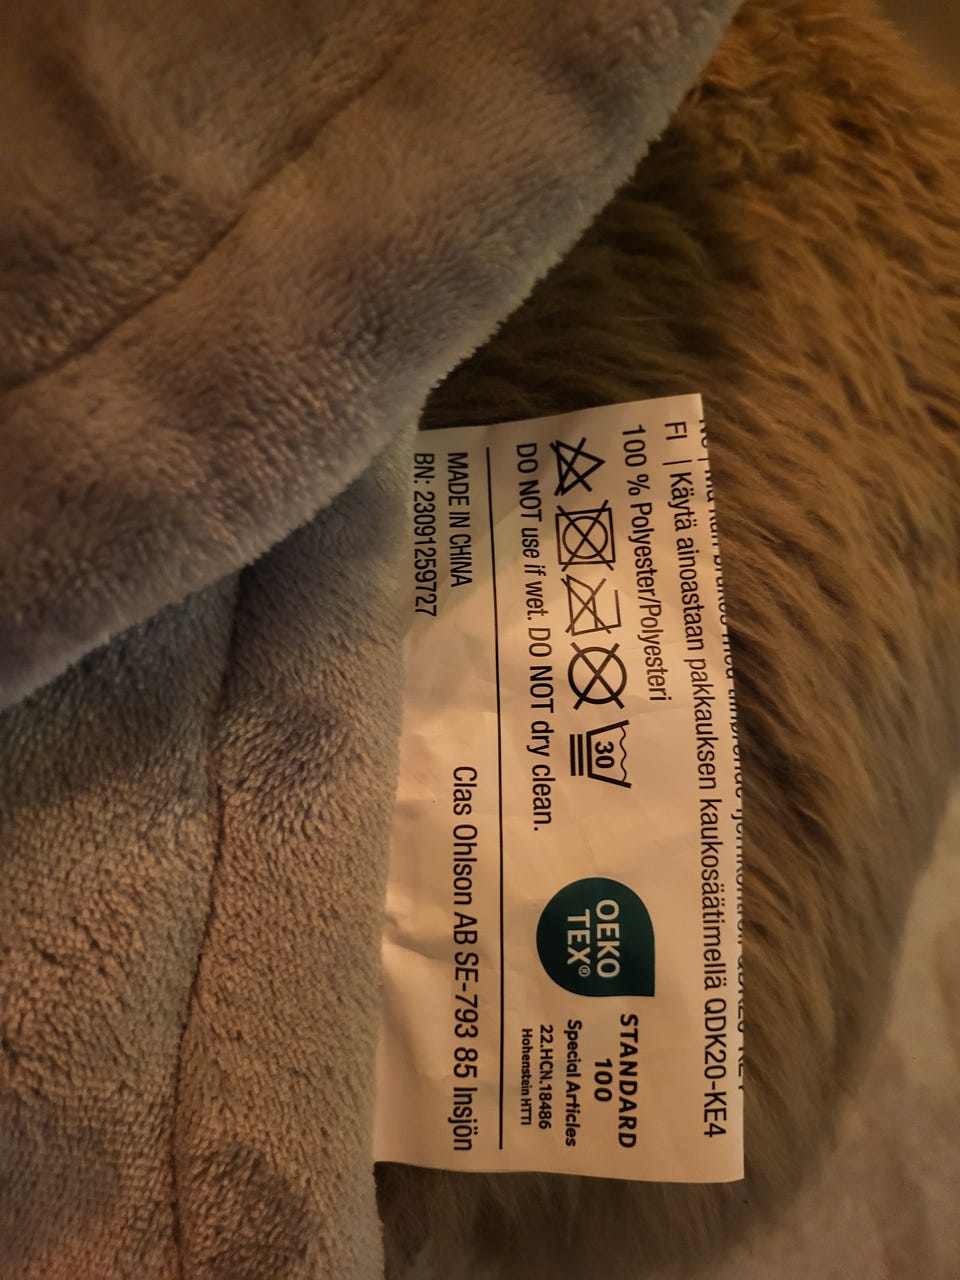 FI | Käytä ainoastaan pakkauksen kaukosäätimellä QDK20-KE4
100 % Polyester/Polyesteri
30
DO NOT use if wet. DO NOT dry clean.
OEKO
TEX®
STANDARD
100
Special Articles
22.HCN.18486
Hohenstein HTTI
MADE IN CHINA
BN: 23091259727
Clas Ohlson AB SE-793 85 Insjön